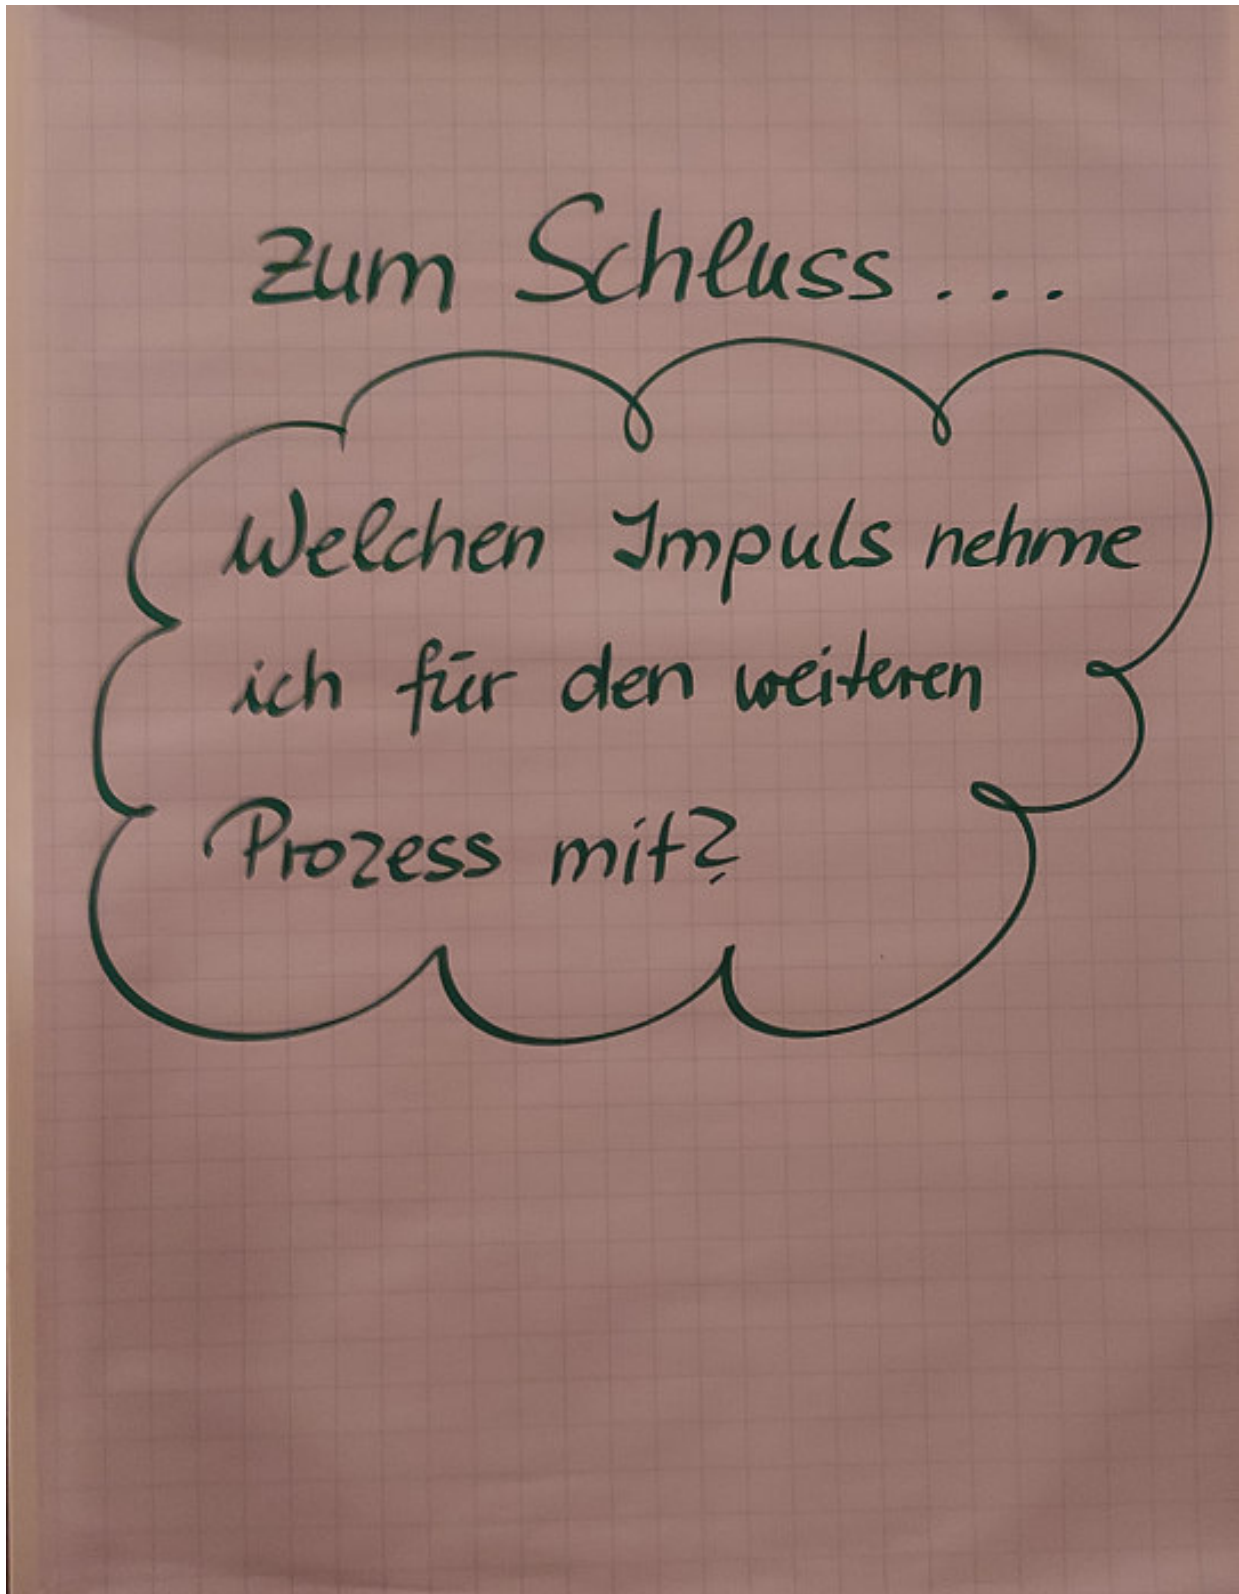 Zum Schluss...
Welchen Impuls nehme
ich für den weiteren
Prozess mit?